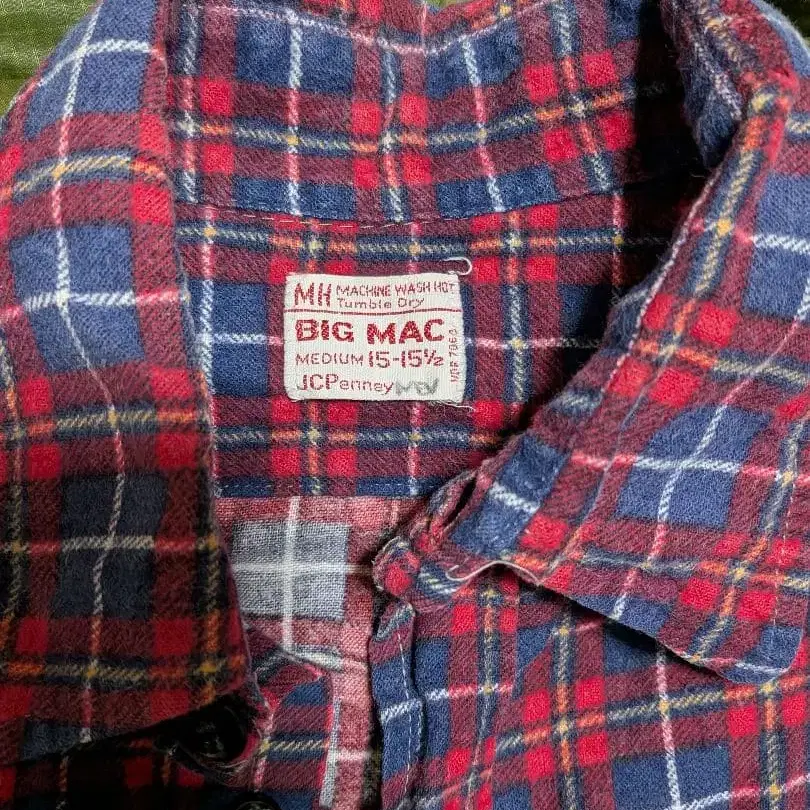 MH MACHINE WASH HOT
Tumble Dry
BIG MAC
MEDIUM 15-15½
JCPenney